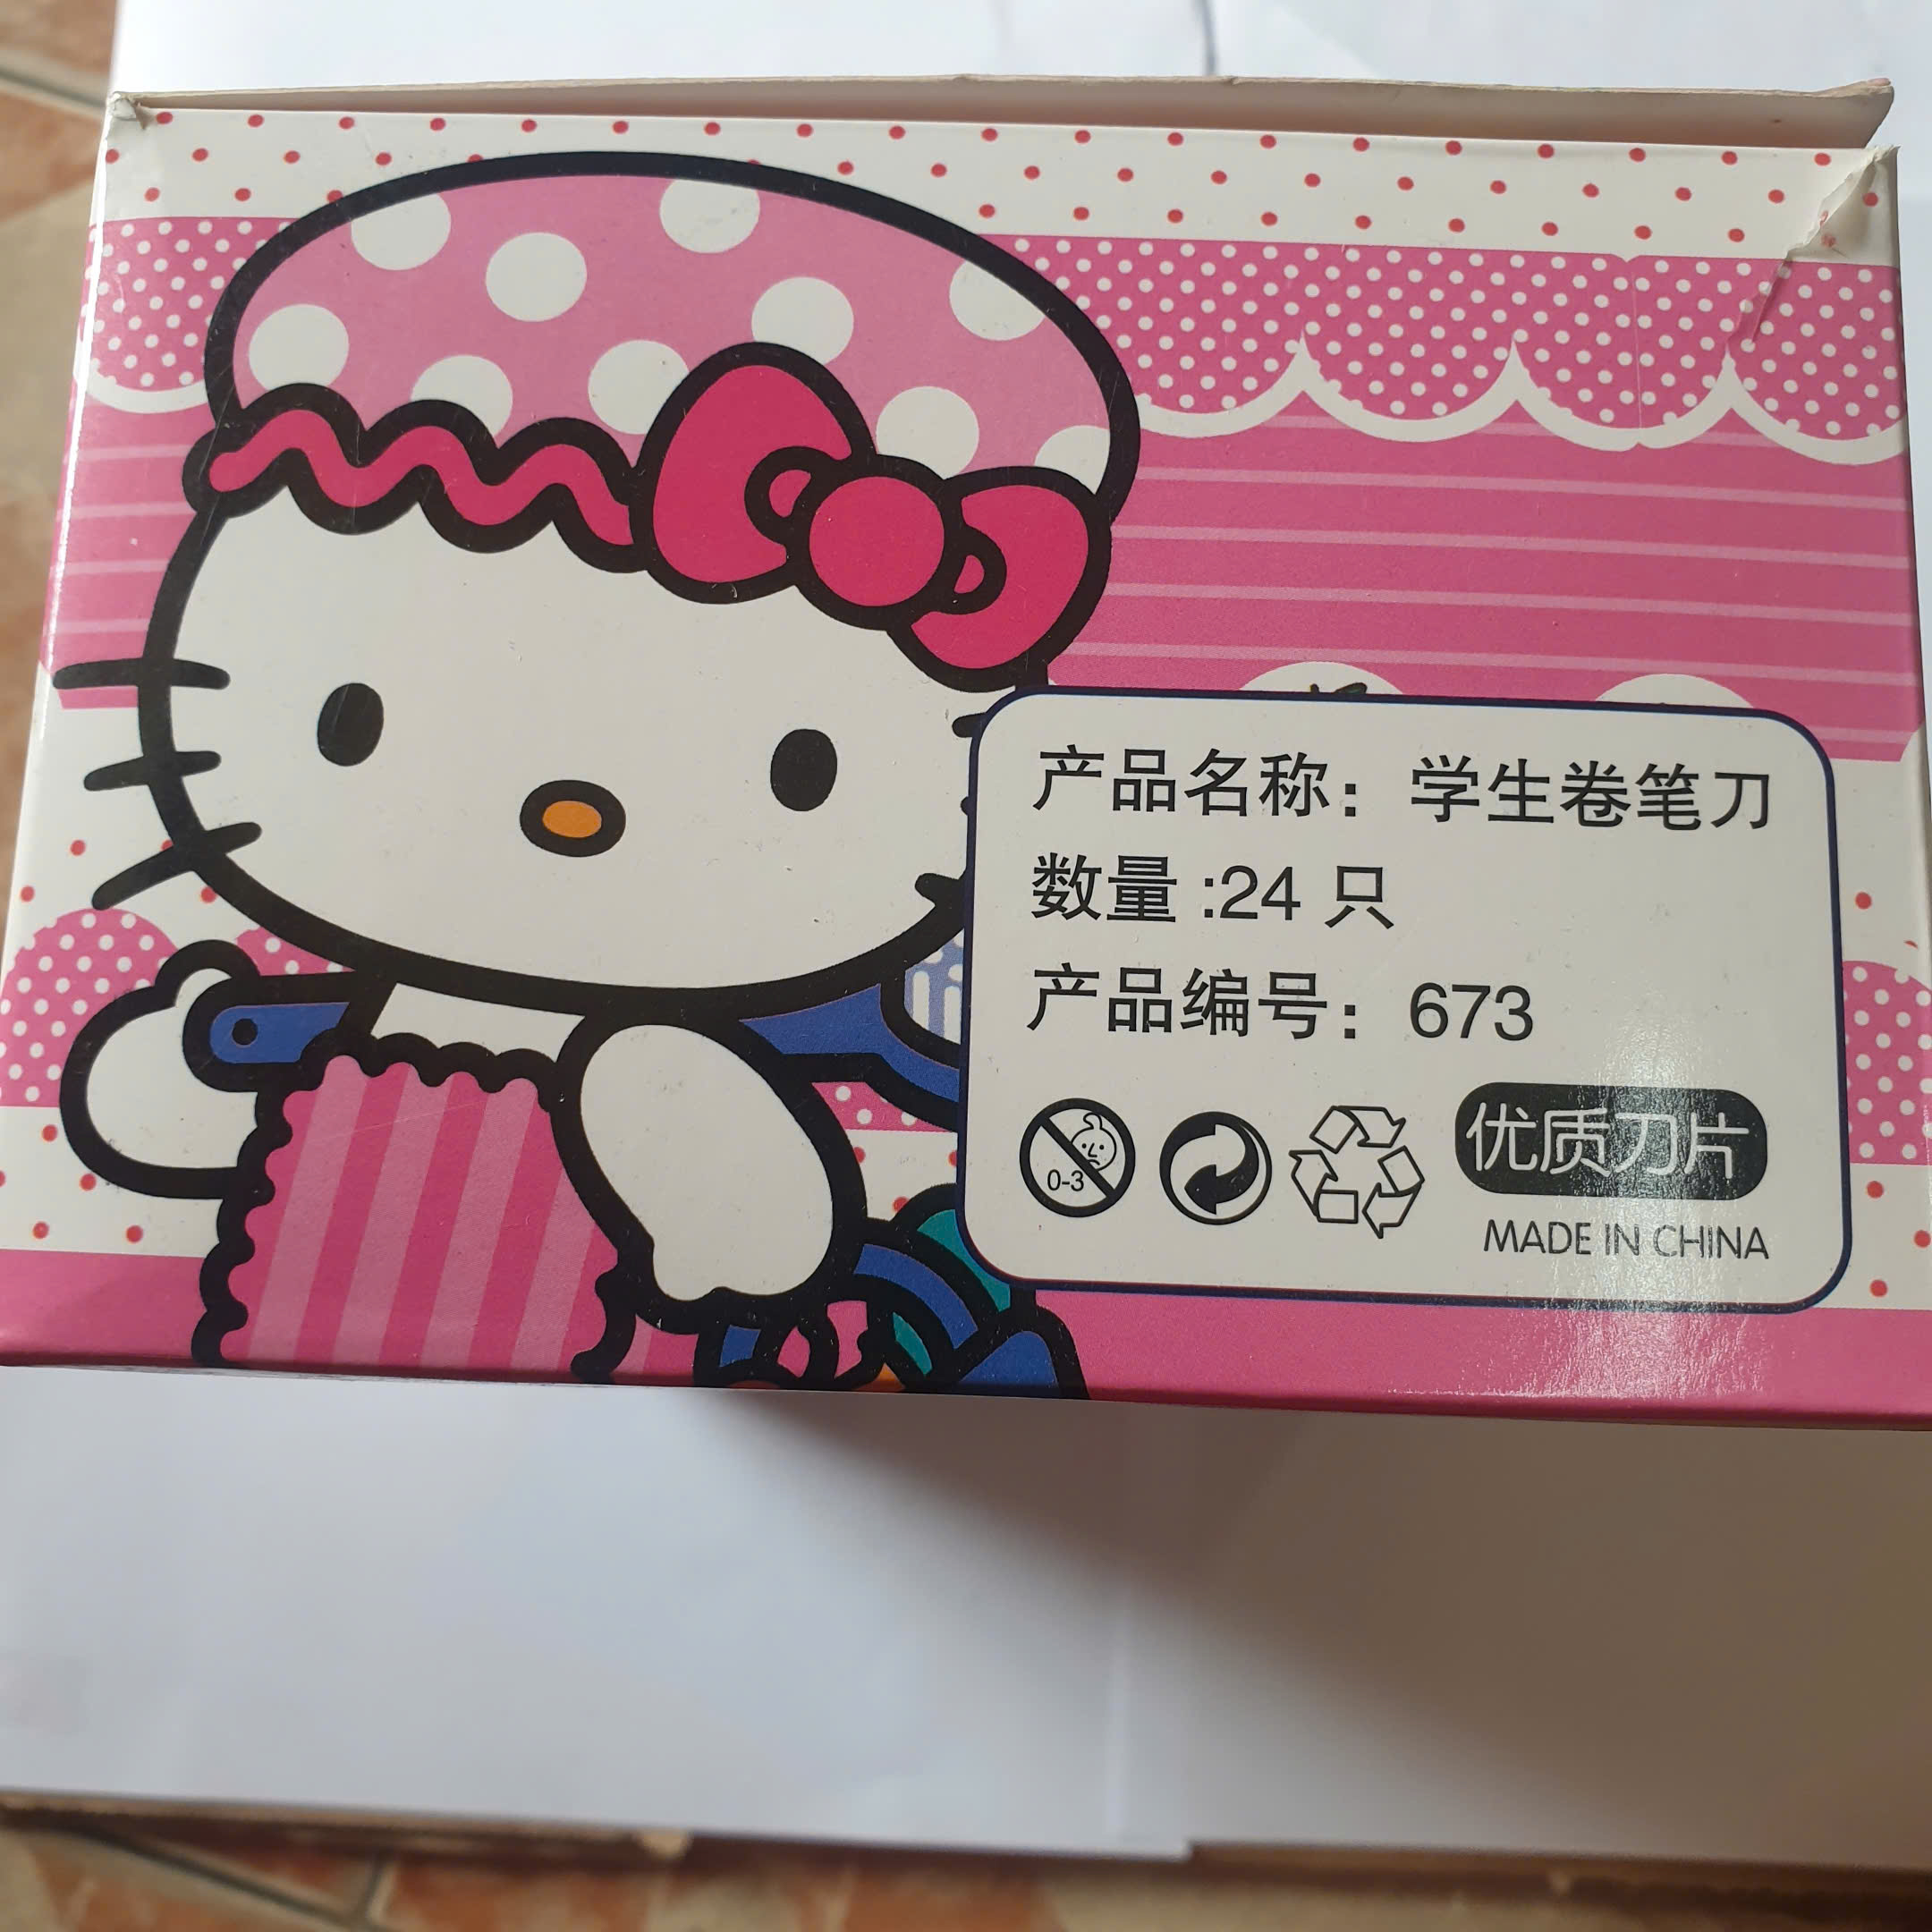 产品名称：学生卷笔刀
数量:24 只
产品编号：673
0-3
优质刀片
MADE IN CHINA